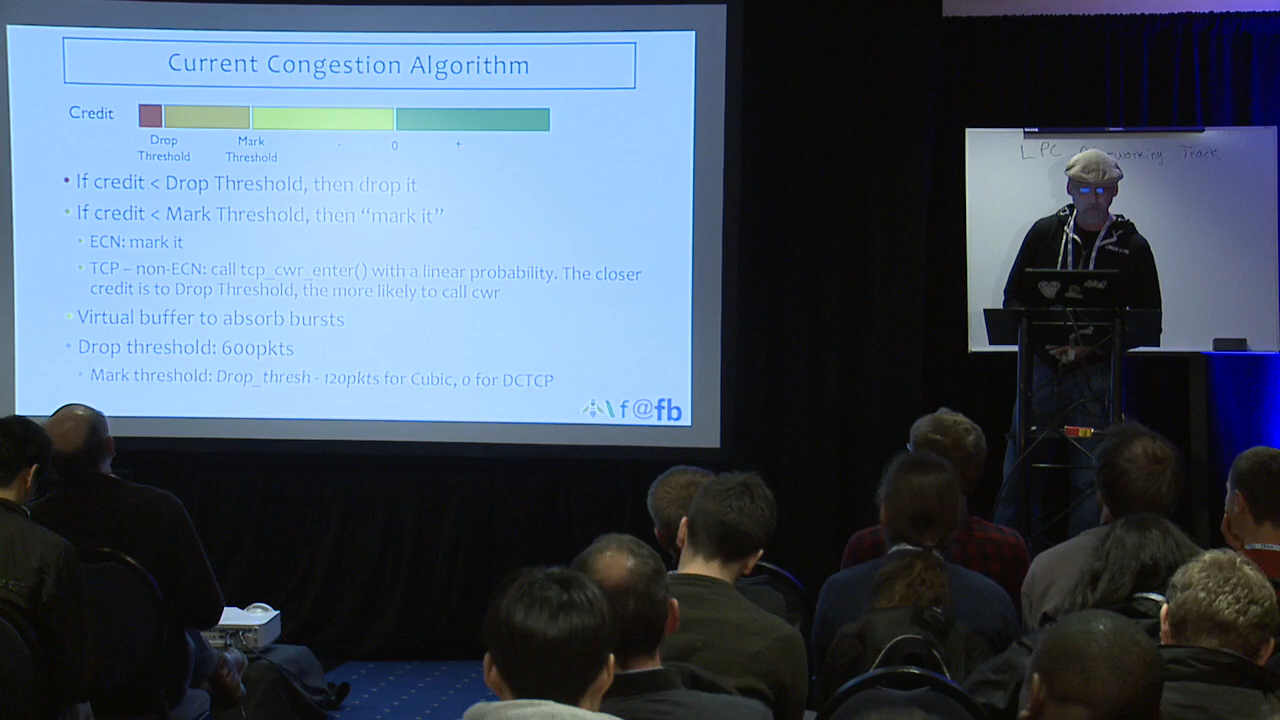 Current Congestion Algorithm
Credit
Drop Threshold
Mark Threshold
-
0
+
• If credit < Drop Threshold, then drop it
• If credit < Mark Threshold, then “mark it”
• ECN: mark it
• TCP – non-ECN: call tcp_cwr_enter() with a linear probability. The closer
credit is to Drop Threshold, the more likely to call cwr
• Virtual buffer to absorb bursts
• Drop threshold: 600pkts
• Mark threshold: Drop_thresh - 120pkts for Cubic, 0 for DCTCP
f@fb
LPC Track